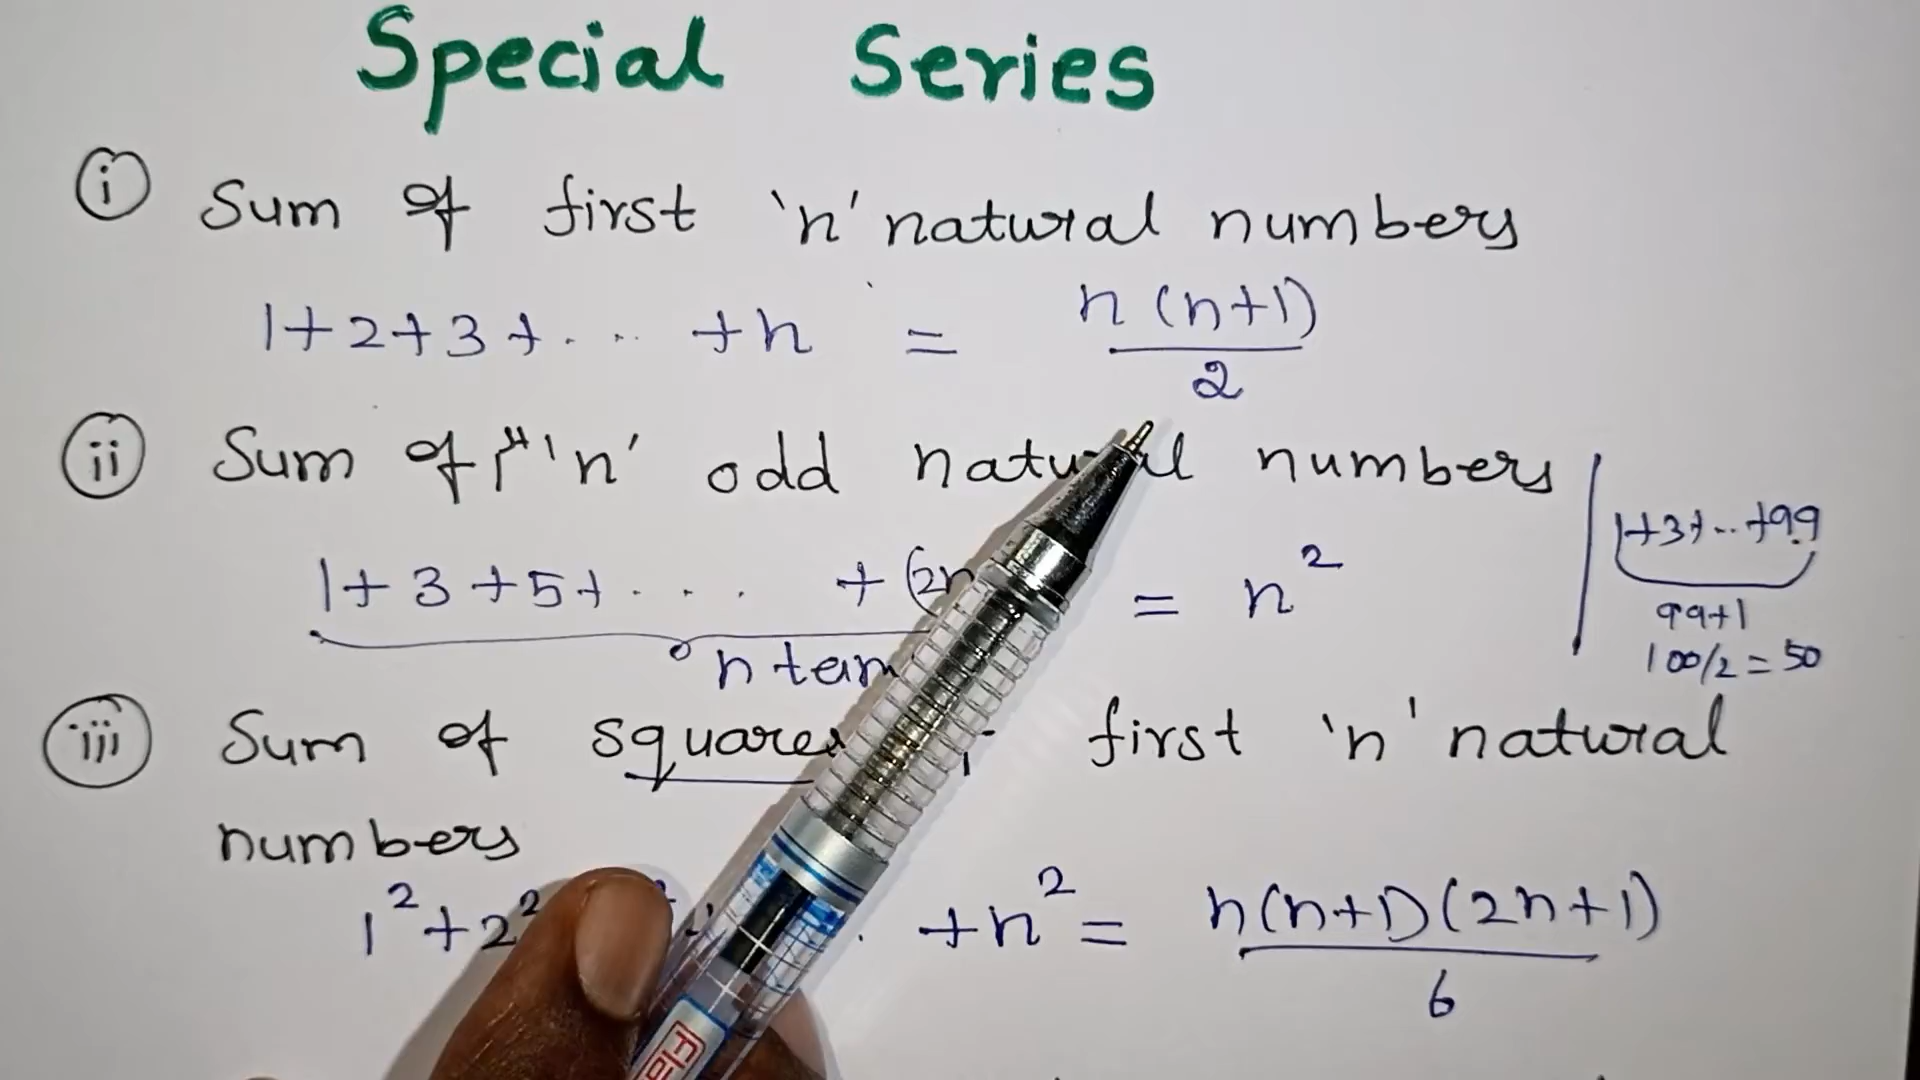 Special Series
(i) Sum of first 'n' natural numbers
1+2+3+... +n = n(n+1)/2
(ii) Sum of 1st 'n' odd natural numbers
1+3+5+... +(2n = n²
n term
1+3+...+99
99+1
100/2=50
(iii) Sum of squares first 'n' natural
numbers
1²+2² +n² = n(n+1)(2n+1)/6